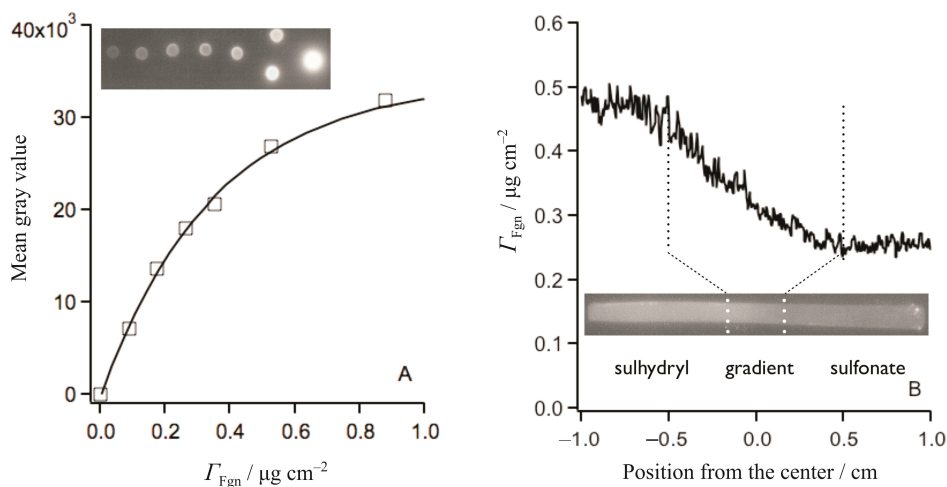 40x10³
30
20
10
0
Mean gray value
A
0.0 0.2 0.4 0.6 0.8 1.0
ΓFgn / µg cm⁻²
0.6
0.5
0.4
0.3
0.2
0.1
0.0
ΓFgn / µg cm⁻²
sulhydryl gradient sulfonate
B
−1.0 −0.5 0.0 0.5 1.0
Position from the center / cm